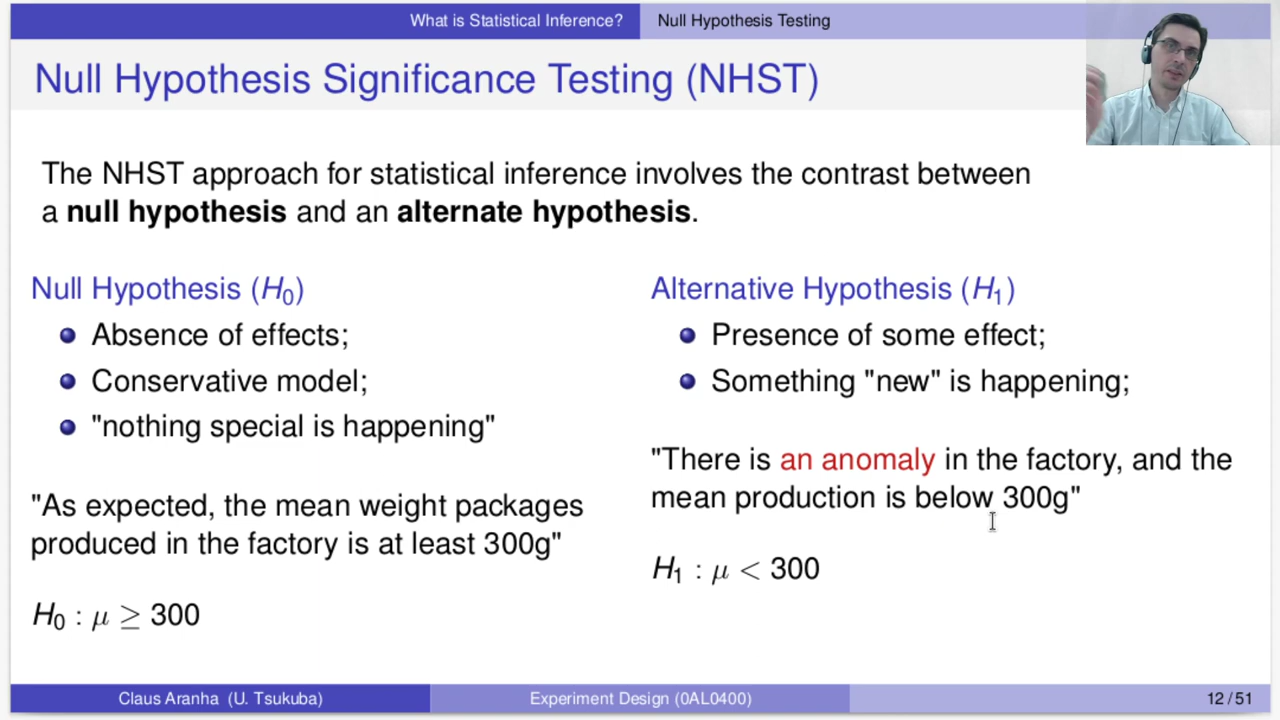 What is Statistical Inference? Null Hypothesis Testing
Null Hypothesis Significance Testing (NHST)
The NHST approach for statistical inference involves the contrast between
a null hypothesis and an alternate hypothesis.
Null Hypothesis (H₀)
Absence of effects;
Conservative model;
"nothing special is happening"
"As expected, the mean weight packages
produced in the factory is at least 300g"
H₀ : μ ≥ 300
Alternative Hypothesis (H₁)
Presence of some effect;
Something "new" is happening;
"There is an anomaly in the factory, and the
mean production is below 300g"
H₁ : μ < 300
Claus Aranha (U. Tsukuba) Experiment Design (0AL0400) 12 / 51